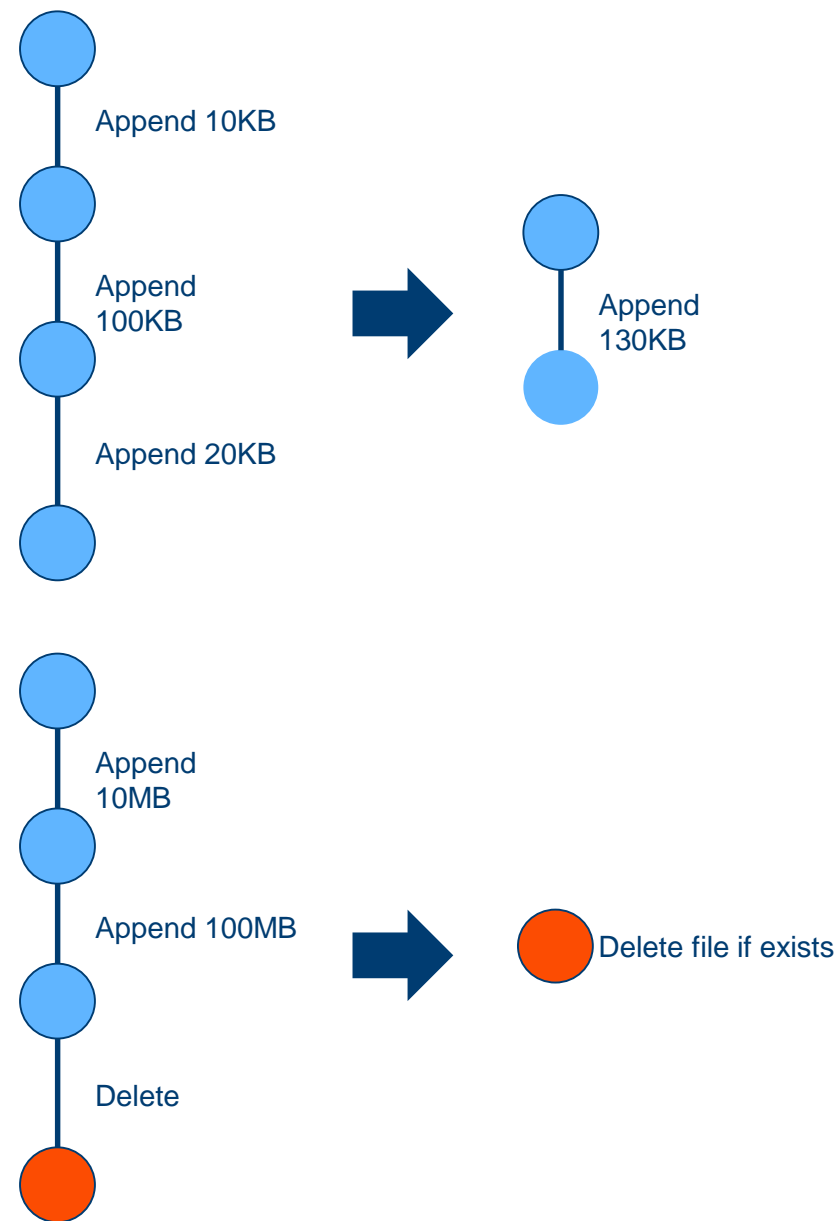 Append 10KB
Append
100KB
Append 20KB
Append
130KB
Append
10MB
Append 100MB
Delete
Delete file if exists